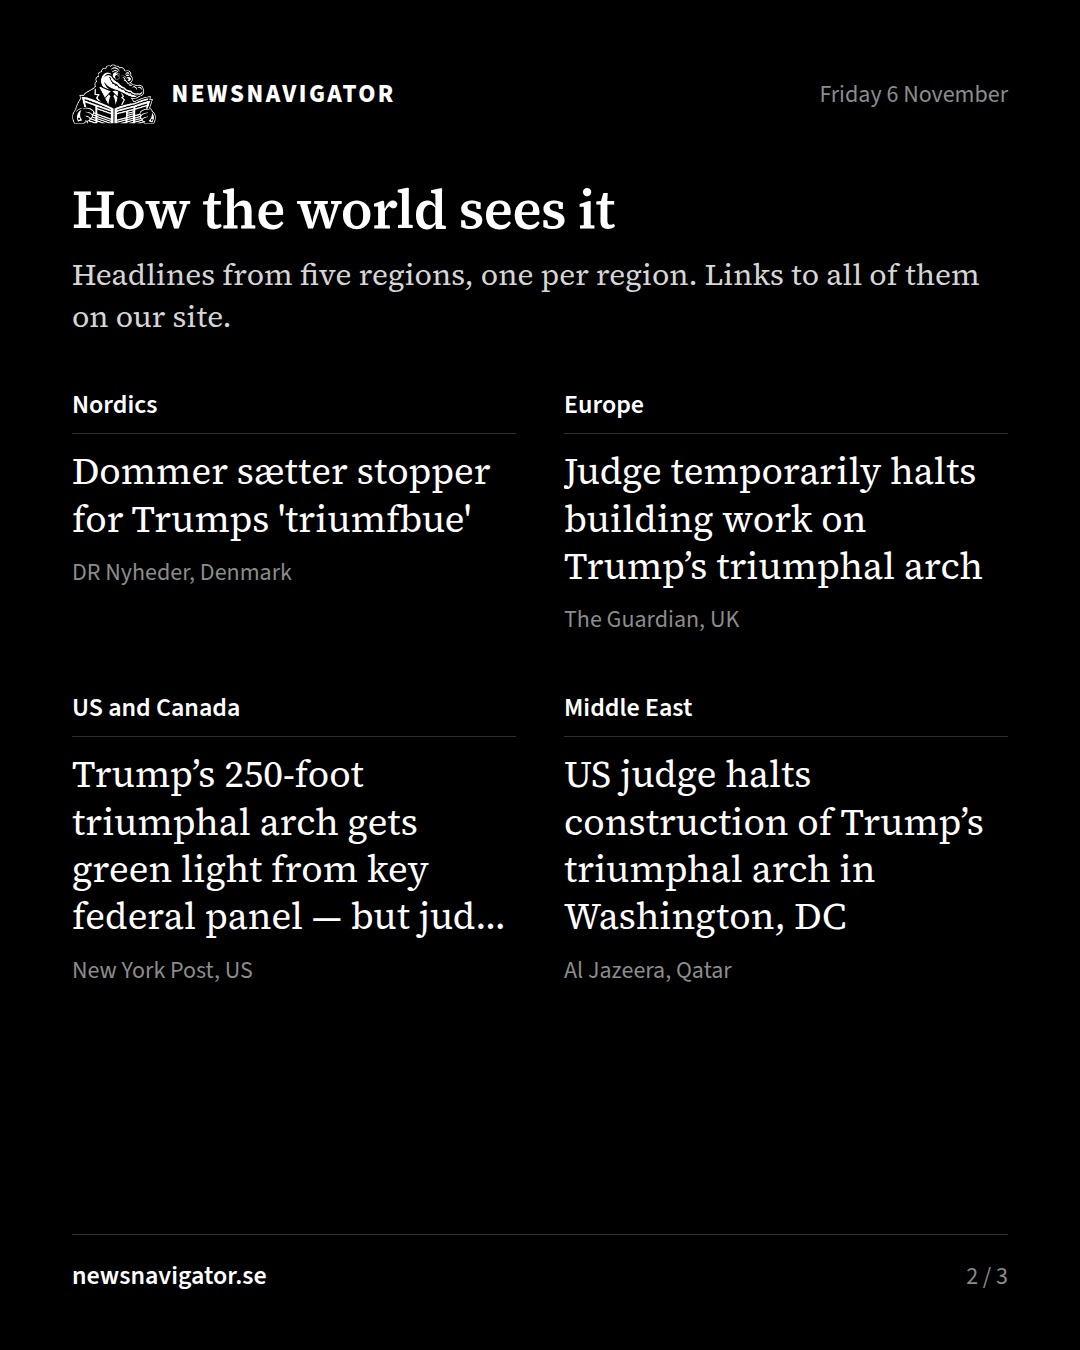 NEWSNAVIGATOR
Friday 6 November
How the world sees it
Headlines from five regions, one per region. Links to all of them
on our site.
Nordics
Dommer sætter stopper
for Trumps 'triumfbue'
DR Nyheder, Denmark
Europe
Judge temporarily halts
building work on
Trump’s triumphal arch
The Guardian, UK
US and Canada
Trump’s 250-foot
triumphal arch gets
green light from key
federal panel — but jud...
New York Post, US
Middle East
US judge halts
construction of Trump’s
triumphal arch in
Washington, DC
Al Jazeera, Qatar
newsnavigator.se
2 / 3